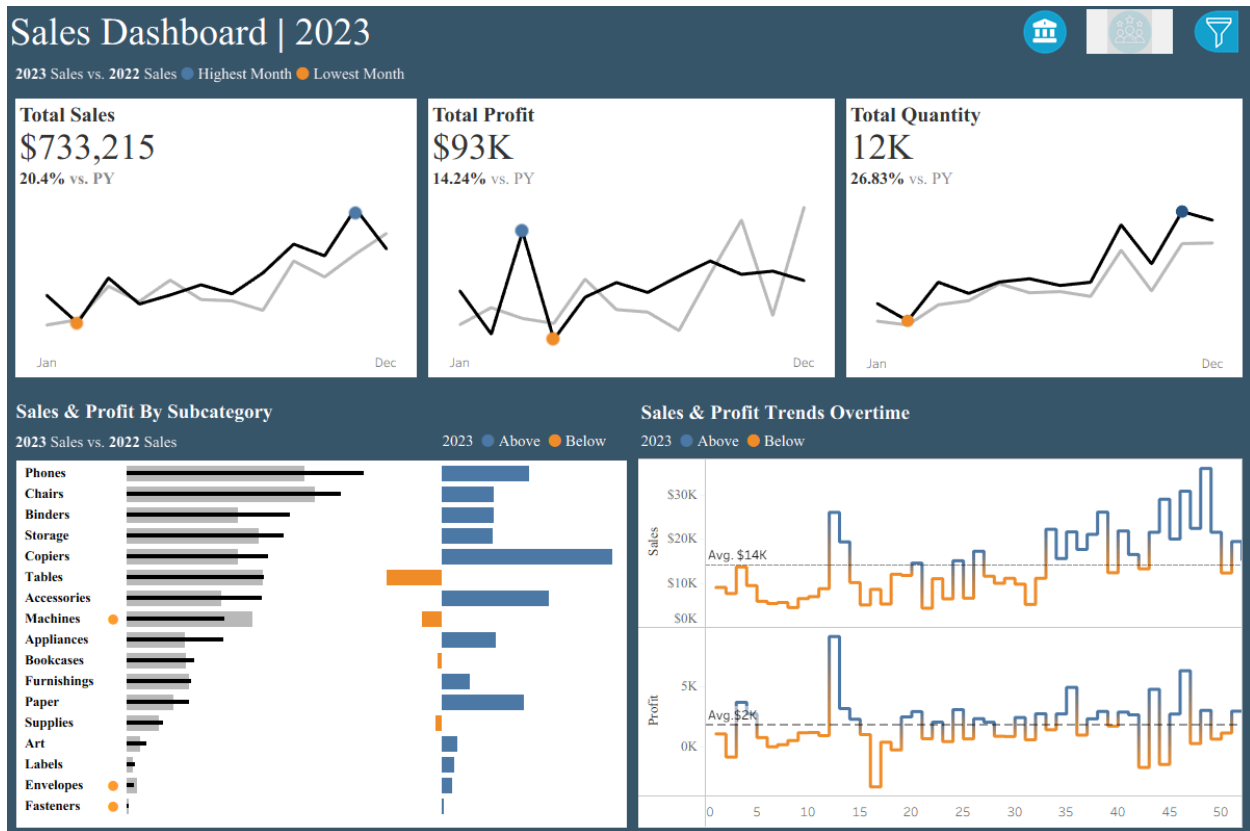 Sales Dashboard | 2023
2023 Sales vs. 2022 Sales Highest Month Lowest Month
Total Sales
$733,215
20.4% vs. PY
Jan Dec
Total Profit
$93K
14.24% vs. PY
Jan Dec
Total Quantity
12K
26.83% vs. PY
Jan Dec
Sales & Profit By Subcategory
2023 Sales vs. 2022 Sales 2023 Above Below
Phones
Chairs
Binders
Storage
Copiers
Tables
Accessories
Machines
Appliances
Bookcases
Furnishings
Paper
Supplies
Art
Labels
Envelopes
Fasteners
Sales & Profit Trends Overtime
2023 Above Below
Sales
$30K
$20K
Avg. $14K
$10K
$0K
Profit
5K
Avg.$2K
0K
0 5 10 15 20 25 30 35 40 45 50